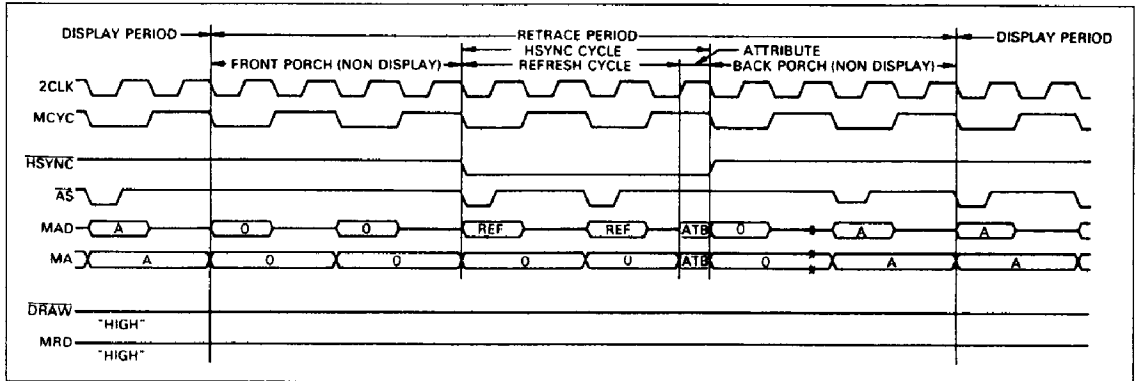 DISPLAY PERIOD
RETRACE PERIOD
DISPLAY PERIOD
HSYNC CYCLE
ATTRIBUTE
FRONT PORCH (NON DISPLAY)
REFRESH CYCLE
BACK PORCH (NON DISPLAY)
2CLK
MCYC
HSYNC
AS
MAD A 0 0 REF REF ATB 0 A A
MA A 0 0 0 0 ATB 0 A A
DRAW
"HIGH"
MRD
"HIGH"